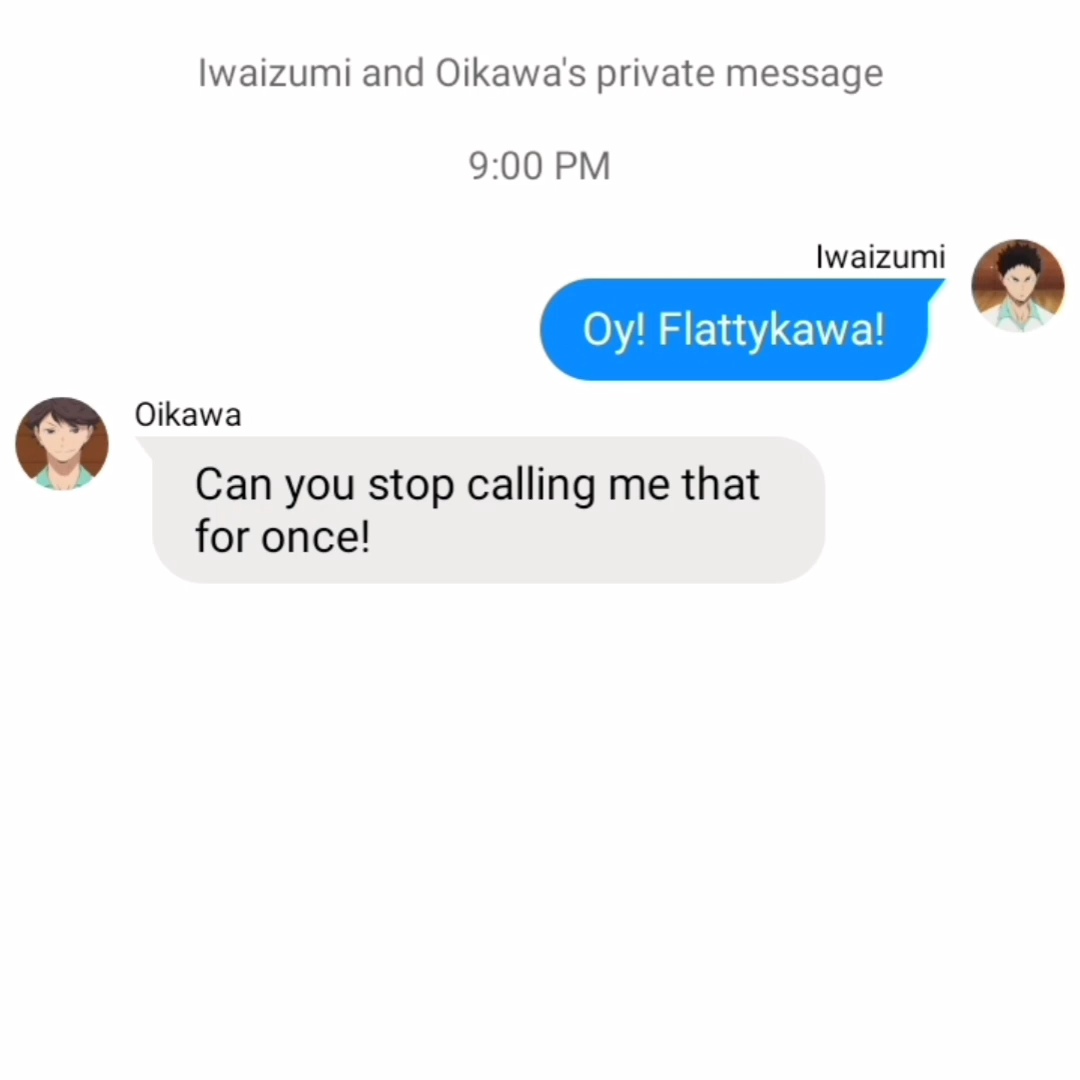 Iwaizumi and Oikawa's private message
9:00 PM
Iwaizumi
Oy! Flattykawa!
Oikawa
Can you stop calling me that
for once!